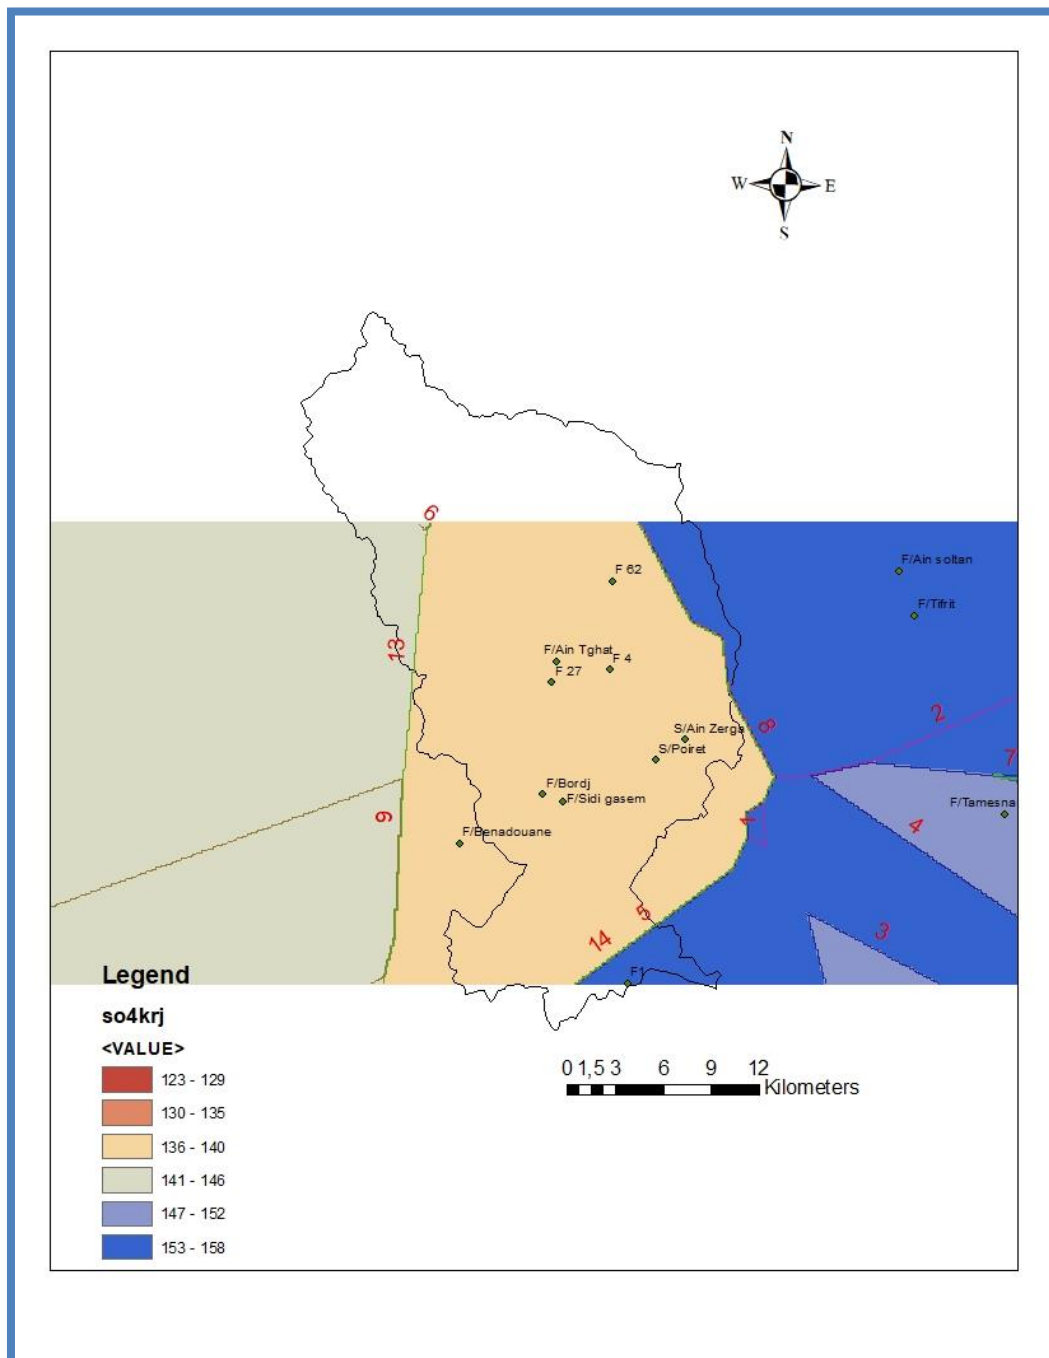 N
W E
S
6
F/Ain soltan
F 62
F/Tifrit
13
F/Ain Tghat
F 4
F 27
2
8
S/Ain Zerga
S/Poiret
7
F/Bordj
F/Sidi gasem
F/Tamesna
9
1
4
F/Benadouane
5
14
3
F1
Legend
so4krj
<VALUE>
123 - 129
130 - 135
136 - 140
141 - 146
147 - 152
153 - 158
0 1,5 3 6 9 12
Kilometers